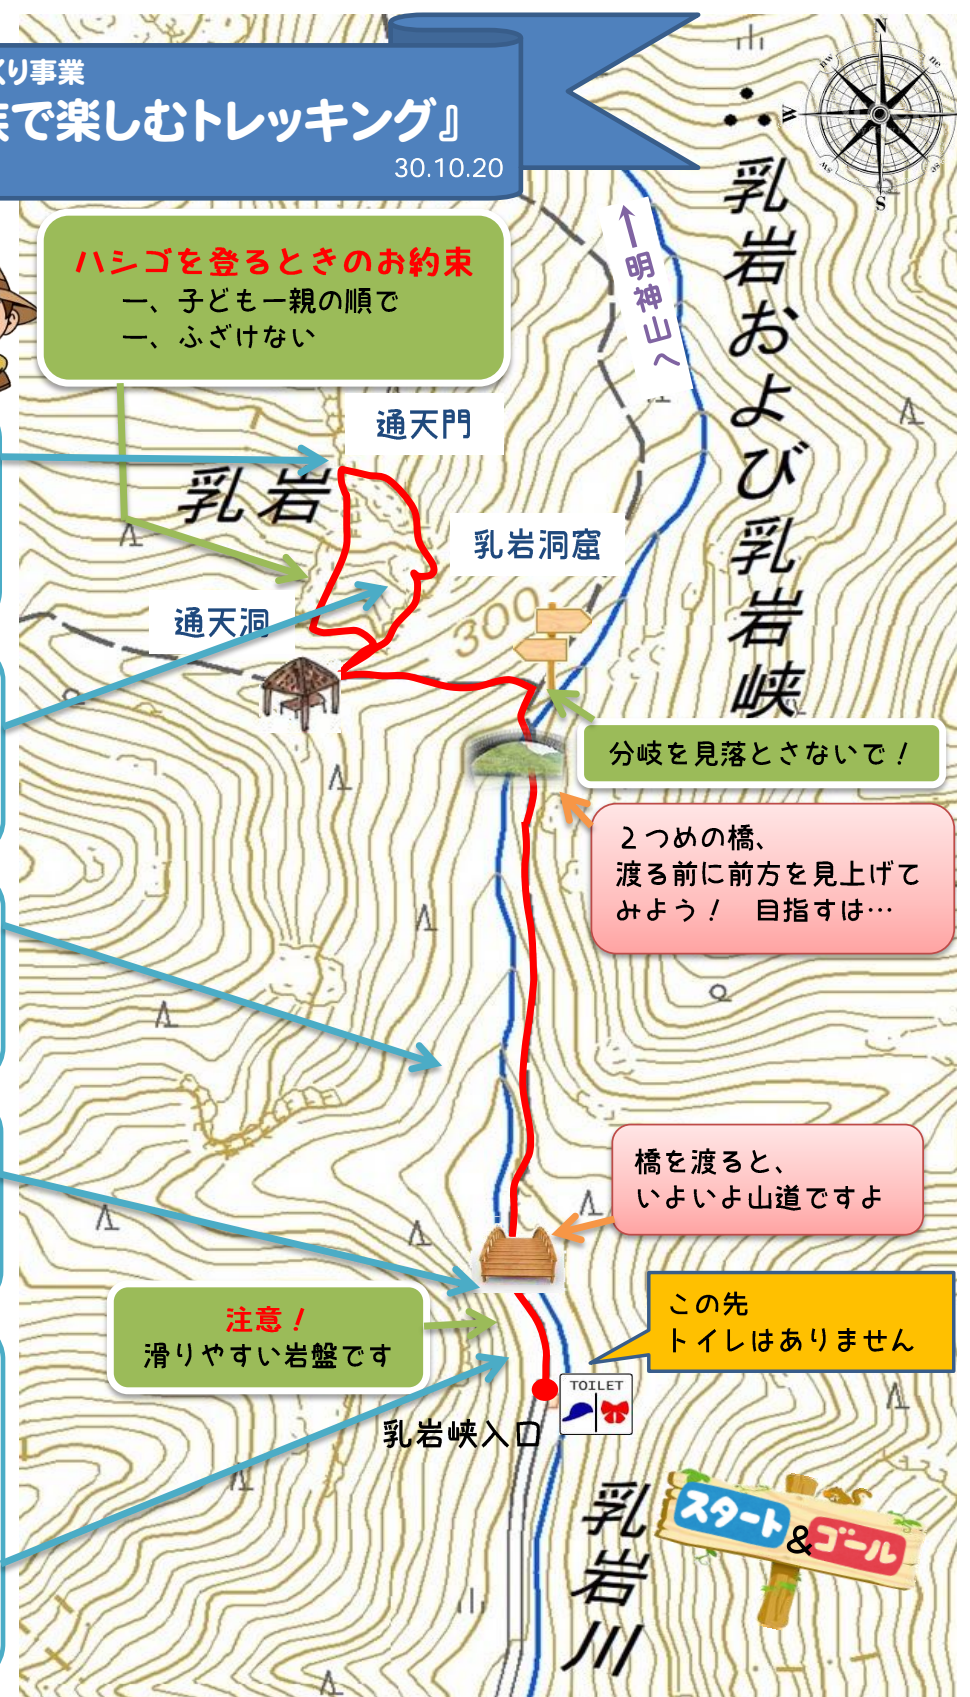 くり事業
族で楽しむトレッキング』
30.10.20
N
nw
ne
W
sw
se
S
∴乳岩および乳岩峡
←明神山へ
ハシゴを登るときのお約束
一、子ども→親の順で
一、ふざけない
通天門
乳岩
乳岩洞窟
通天洞
300
分岐を見落とさないで！
２つめの橋、
渡る前に前方を見上げて
みよう！　目指すは…
橋を渡ると、
いよいよ山道ですよ
この先
トイレはありません
注意！
滑りやすい岩盤です
TOILET
乳岩峡入口
スタート
&
ゴール
乳岩川